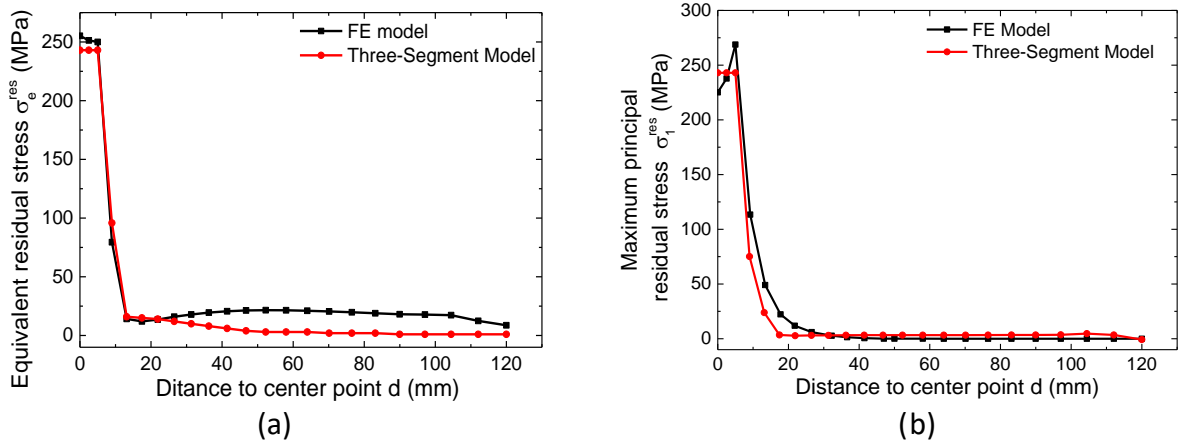 FE model
Three-Segment Model
Equivalent residual stress σ_e^res (MPa)
250
200
150
100
50
0
0 20 40 60 80 100 120
Ditance to center point d (mm)
(a)
FE Model
Three-Segment Model
Maximum principal
residual stress σ_1^res (MPa)
300
250
200
150
100
50
0
0 20 40 60 80 100 120
Distance to center point d (mm)
(b)